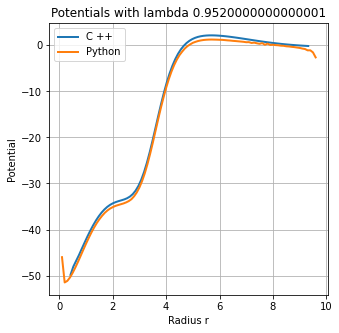 Potentials with lambda 0.9520000000000001
C ++
Python
0
−10
−20
−30
−40
−50
Potential
0 2 4 6 8 10
Radius r